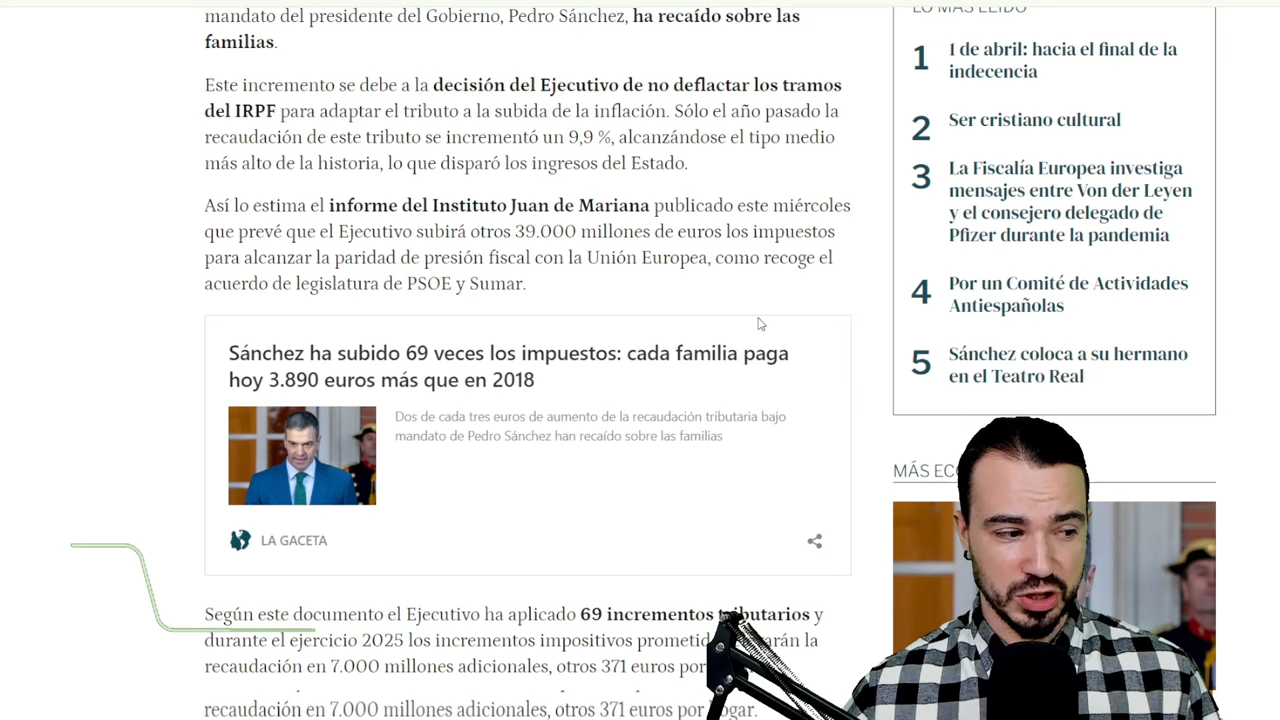 mandato del presidente del Gobierno, Pedro Sánchez, ha recaído sobre las
familias.
Este incremento se debe a la decisión del Ejecutivo de no deflactar los tramos
del IRPF para adaptar el tributo a la subida de la inflación. Sólo el año pasado la
recaudación de este tributo se incrementó un 9,9 %, alcanzándose el tipo medio
más alto de la historia, lo que disparó los ingresos del Estado.
Así lo estima el informe del Instituto Juan de Mariana publicado este miércoles
que prevé que el Ejecutivo subirá otros 39.000 millones de euros los impuestos
para alcanzar la paridad de presión fiscal con la Unión Europea, como recoge el
acuerdo de legislatura de PSOE y Sumar.
Sánchez ha subido 69 veces los impuestos: cada familia paga
hoy 3.890 euros más que en 2018
Dos de cada tres euros de aumento de la recaudación tributaria bajo
mandato de Pedro Sánchez han recaído sobre las familias
LA GACETA
Según este documento el Ejecutivo ha aplicado 69 incrementos tributarios y
durante el ejercicio 2025 los incrementos impositivos la
recaudación en 7.000 millones adicionales, otros 371 euros por
recaudación en 7.000 millones adicionales, otros 371 euros por hogar.
LO MÁS LEÍDO
1 1 de abril: hacia el final de la
indecencia
2 Ser cristiano cultural
3 La Fiscalía Europea investiga
mensajes entre Von der Leyen
y el consejero delegado de
Pfizer durante la pandemia
4 Por un Comité de Actividades
Antiespañolas
5 Sánchez coloca a su hermano
en el Teatro Real
MÁS